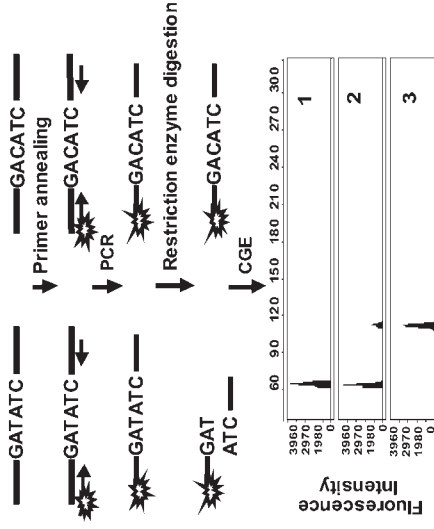 GATATC
GACATC
Primer annealing
GATATC
GACATC
PCR
GATATC
GACATC
Restriction enzyme digestion
GAT
ATC
GACATC
CGE
60 90 120 150 180 210 240 270 300
3960
2970
1980
0
1
3960
2970
1980
0
2
3960
2970
1980
0
3
Fluorescence
Intensity